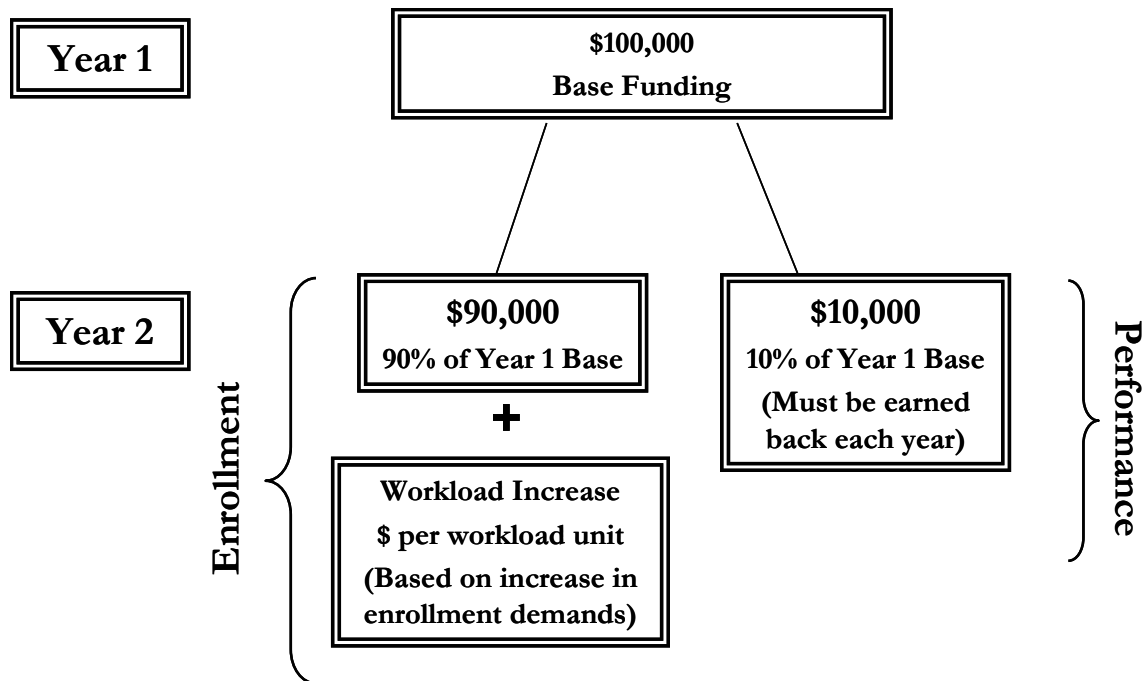 Year 1
$100,000
Base Funding
Year 2
Enrollment
$90,000
90% of Year 1 Base
+
Workload Increase
$ per workload unit
(Based on increase in
enrollment demands)
$10,000
10% of Year 1 Base
(Must be earned
back each year)
Performance